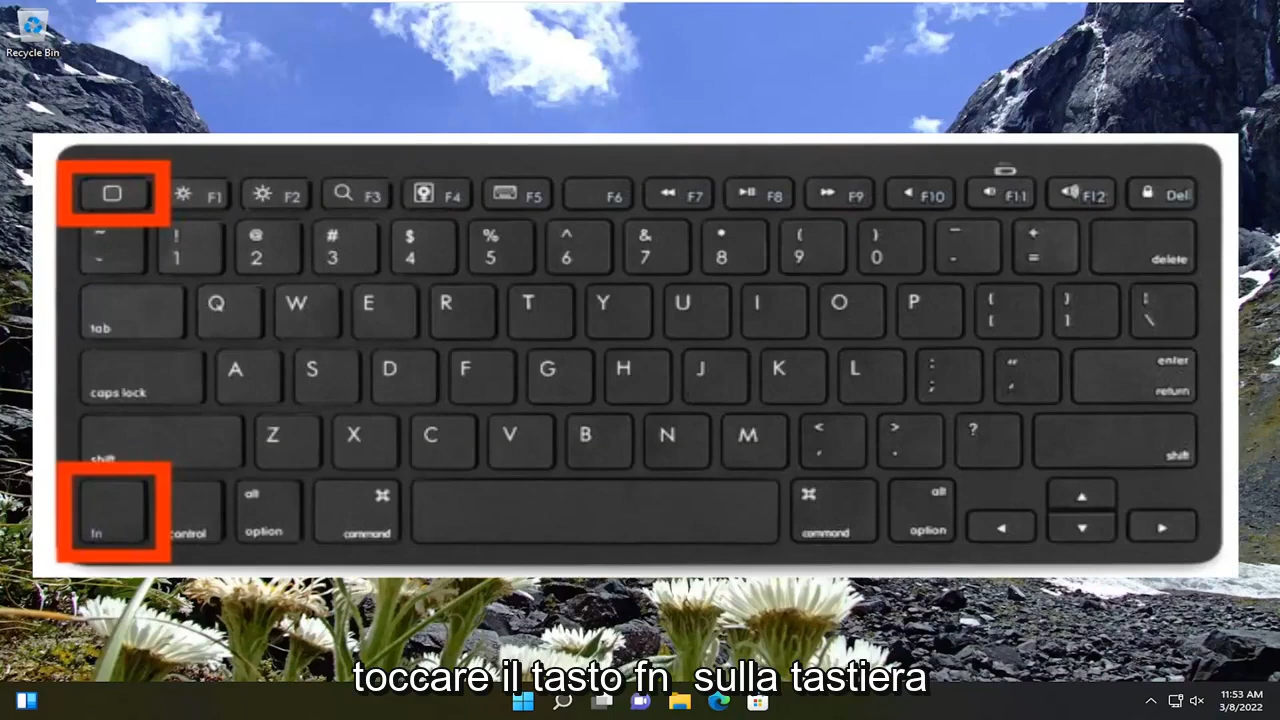 Recycle Bin
F1 F2 F3 F4 F5 F6 F7 F8 F9 F10 F11 F12 Del
~ ! @ # $ % ^ & * ( ) - +
1 2 3 4 5 6 7 8 9 0 - = delete
tab Q W E R T Y U I O P { [ } ] \
caps lock A S D F G H J K L : ; “ ‘ enter return
shift Z X C V B N M < , > . ? shift
fn control alt option ⌘ command ⌘ command alt option ◀ ▲ ▼ ▶
toccare il tasto fn sulla tastiera
11:53 AM
3/8/2022